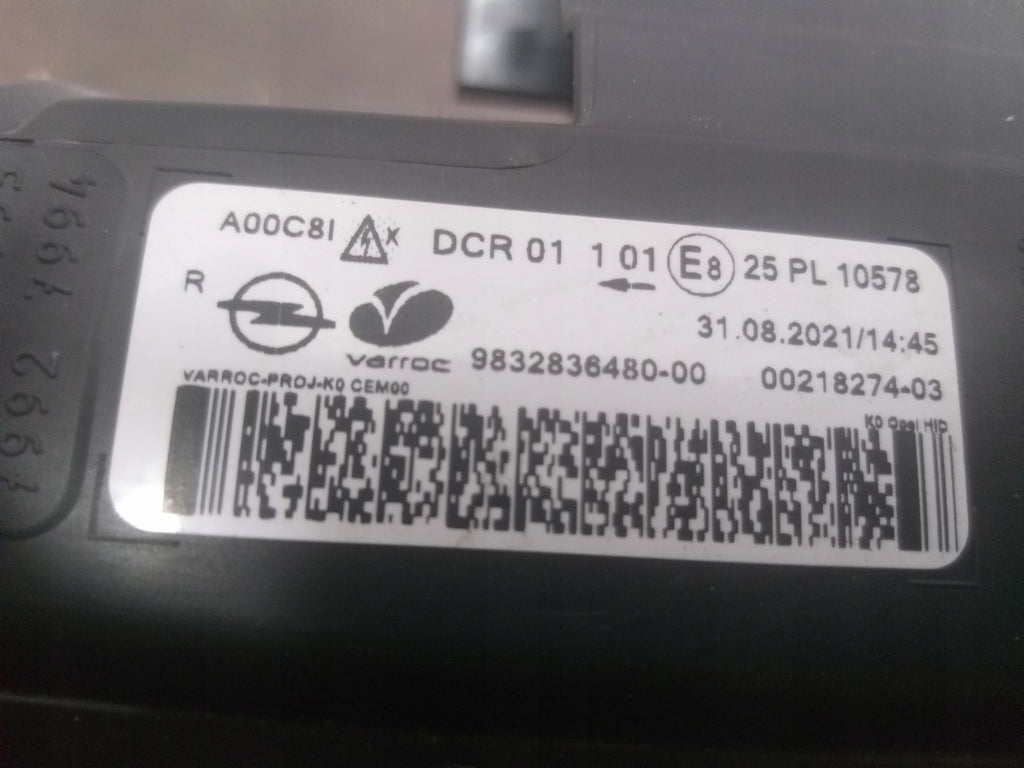 A00C8I X DCR 01 1 01 E8 25 PL 10578
R
31.08.2021/14:45
varroc 9832836480-00 00218274-03
VARROC-PROJ-K0 CEM00
K0 Opel HID
1992 7994